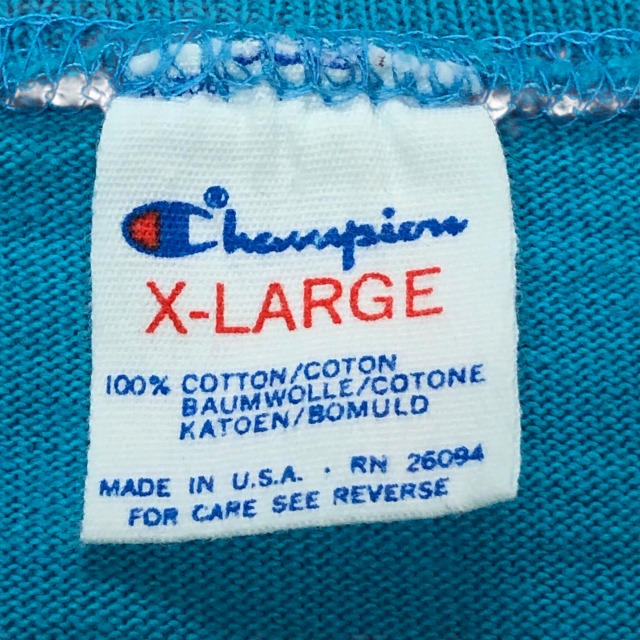 Champion®
X-LARGE
100% COTTON/COTON
BAUMWOLLE/COTONE
KATOEN/BOMULD
MADE IN U.S.A. · RN 26094
FOR CARE SEE REVERSE